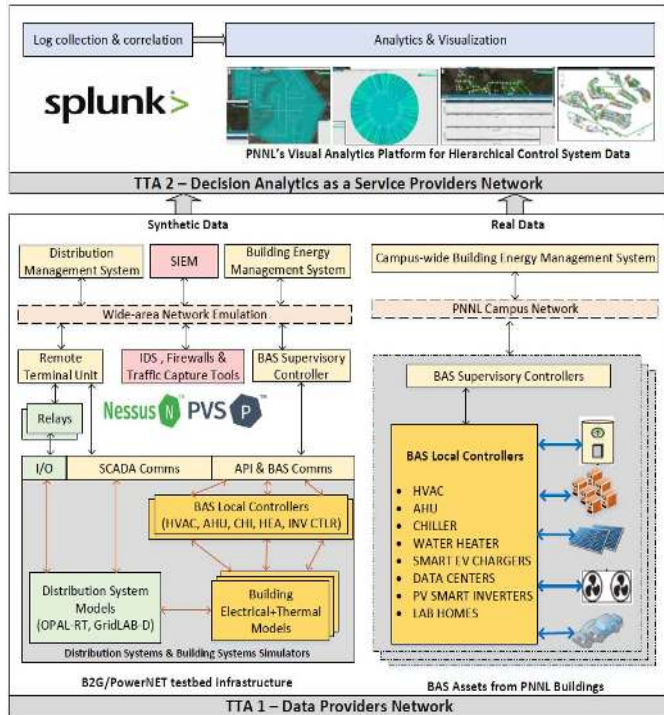 Log collection & correlation
Analytics & Visualization
splunk>
PNNL's Visual Analytics Platform for Hierarchical Control System Data
TTA 2 – Decision Analytics as a Service Providers Network
Synthetic Data
Real Data
Distribution
Management System
SIEM
Building Energy
Management System
Campus-wide Building Energy Management System
Wide-area Network Emulation
PNNL Campus Network
Remote
Terminal Unit
IDS , Firewalls &
Traffic Capture Tools
BAS Supervisory
Controller
BAS Supervisory Controllers
Relays
Nessus N ™
PVS P ™
I/O
SCADA Comms
API & BAS Comms
BAS Local Controllers
(HVAC, AHU, CHI, HEA, INV CTLR)
Distribution System
Models
(OPAL-RT, GridLAB-D)
Building
Electrical+Thermal
Models
Distribution Systems & Building Systems Simulators
B2G/PowerNET testbed infrastructure
BAS Local Controllers
• HVAC
• AHU
• CHILLER
• WATER HEATER
• SMART EV CHARGERS
• DATA CENTERS
• PV SMART INVERTERS
• LAB HOMES
BAS Assets from PNNL Buildings
TTA 1 – Data Providers Network